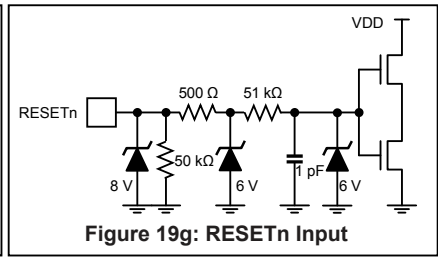 VDD
500 Ω
51 kΩ
RESETn
50 kΩ
1 pF
8 V
6 V
6 V
Figure 19g: RESETn Input